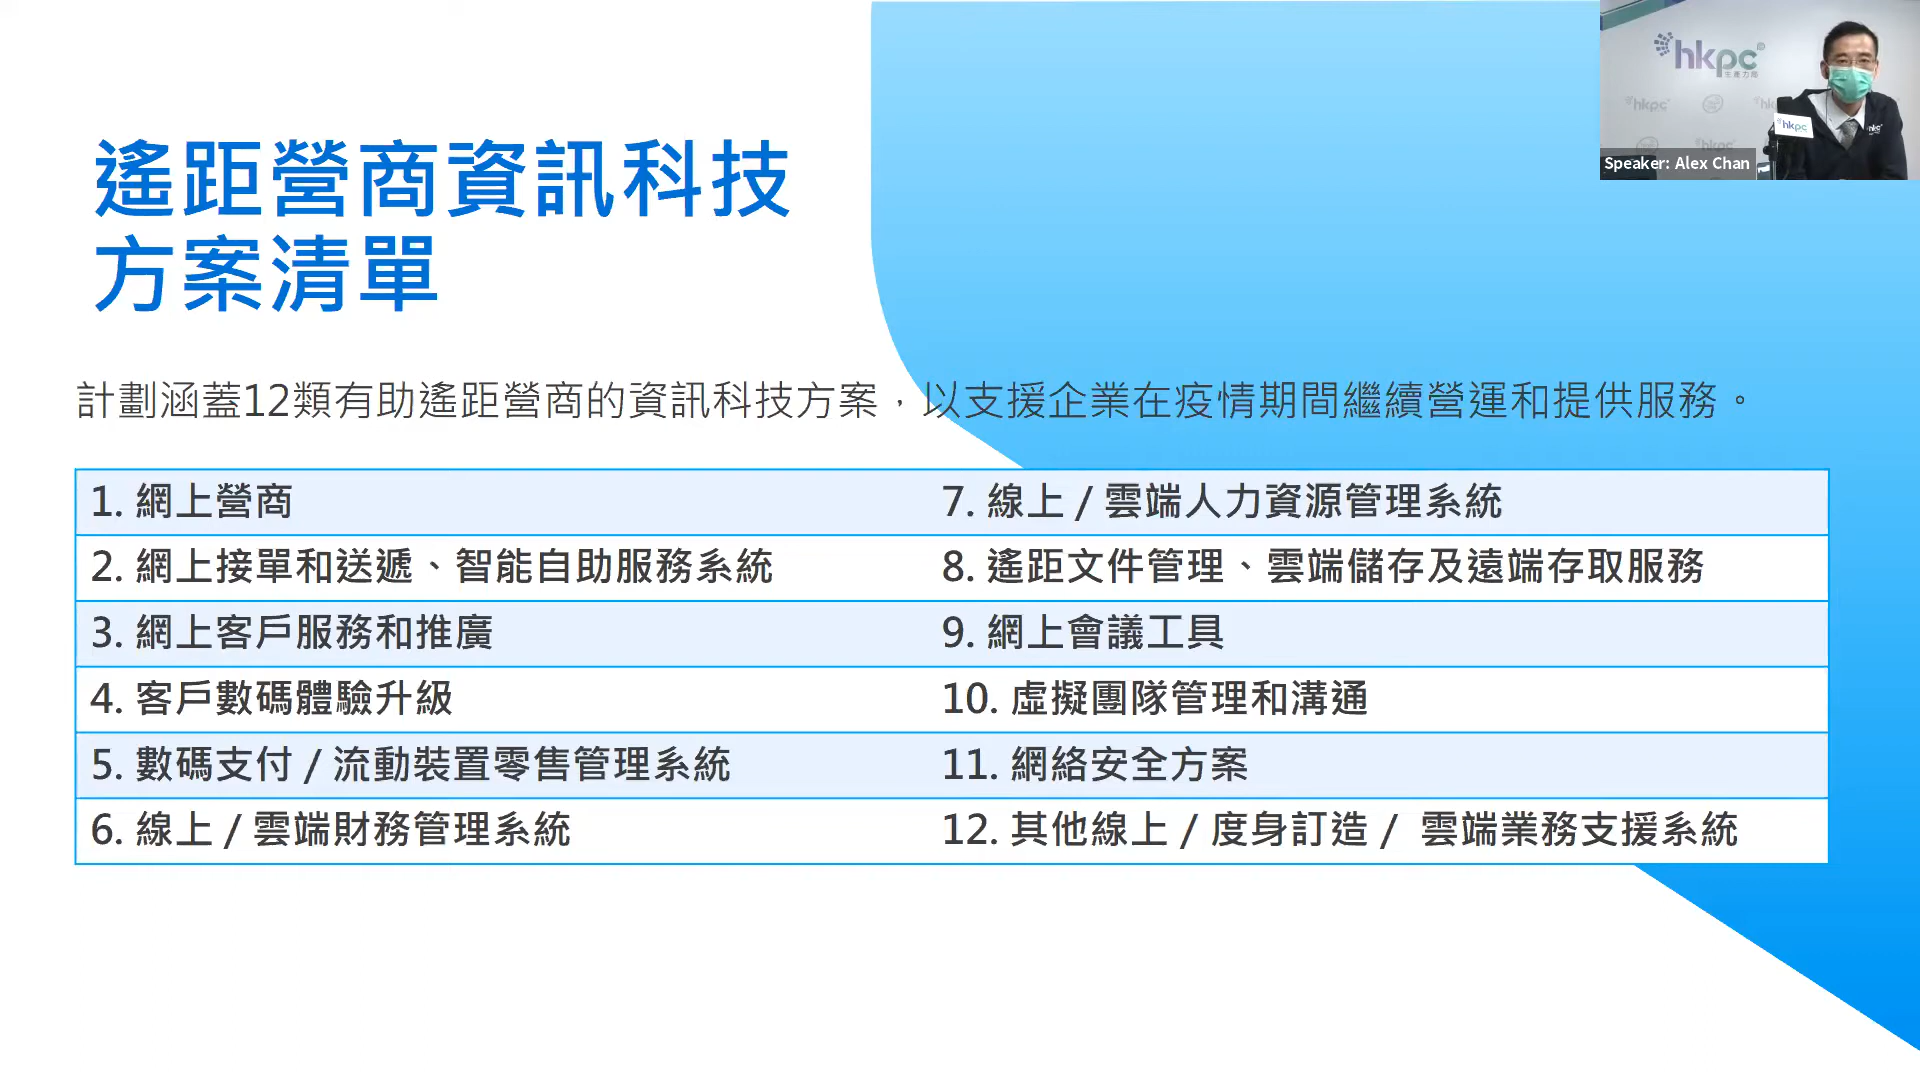 hkpc
生產力局
hkpc
hkpc
hkpc
Speaker: Alex Chan
遙距營商資訊科技
方案清單
計劃涵蓋12類有助遙距營商的資訊科技方案，以支援企業在疫情期間繼續營運和提供服務。
1. 網上營商
7. 線上 / 雲端人力資源管理系統
2. 網上接單和送遞、智能自助服務系統
8. 遙距文件管理、雲端儲存及遠端存取服務
3. 網上客戶服務和推廣
9. 網上會議工具
4. 客戶數碼體驗升級
10. 虛擬團隊管理和溝通
5. 數碼支付 / 流動裝置零售管理系統
11. 網絡安全方案
6. 線上 / 雲端財務管理系統
12. 其他線上 / 度身訂造 / 雲端業務支援系統